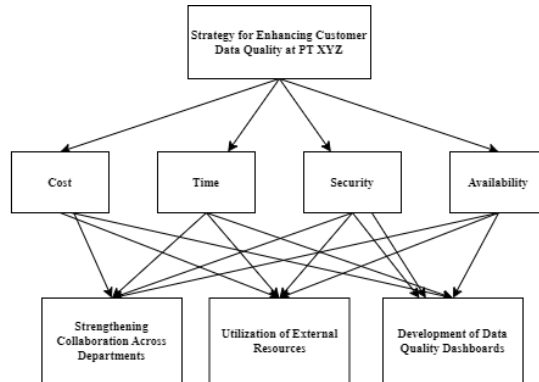 Strategy for Enhancing Customer
Data Quality at PT XYZ
Cost
Time
Security
Availability
Strengthening
Collaboration Across
Departments
Utilization of External
Resources
Development of Data
Quality Dashboards